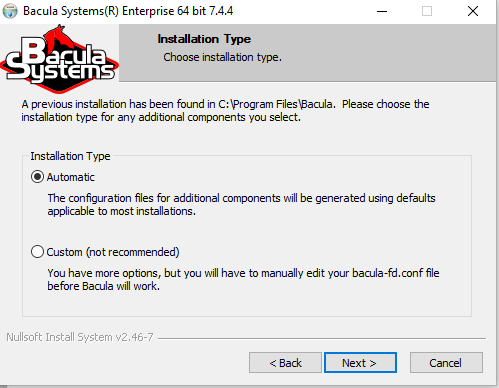 Bacula Systems(R) Enterprise 64 bit 7.4.4
Bacula
Systems
Installation Type
Choose installation type.
A previous installation has been found in C:\Program Files\Bacula. Please choose the
installation type for any additional components you select.
Installation Type
Automatic
The configuration files for additional components will be generated using defaults
applicable to most installations.
Custom (not recommended)
You have more options, but you will have to manually edit your bacula-fd.conf file
before Bacula will work.
Nullsoft Install System v2.46-7
< Back
Next >
Cancel